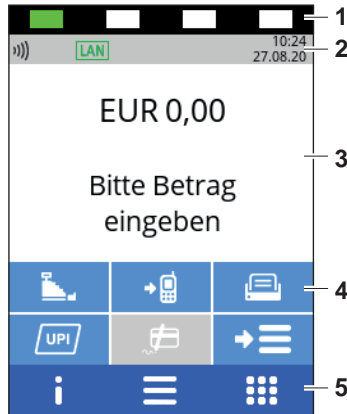 1
LAN
10:24
27.08.20
2
EUR 0,00
Bitte Betrag
eingeben
3
4
UPI
i
5